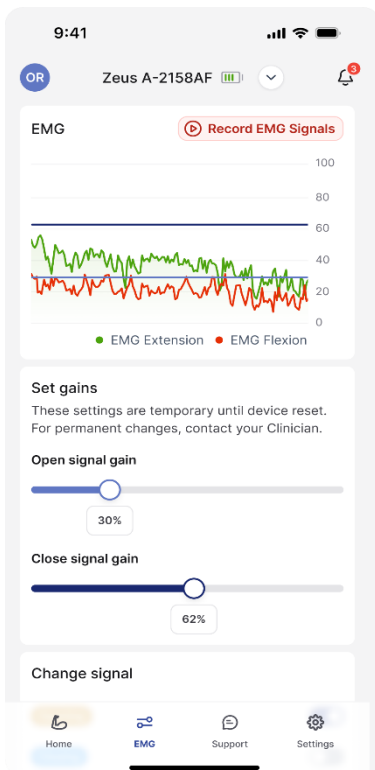 9:41
OR
Zeus A-2158AF
3
EMG
Record EMG Signals
100
80
60
40
20
0
EMG Extension
EMG Flexion
Set gains
These settings are temporary until device reset.
For permanent changes, contact your Clinician.
Open signal gain
30%
Close signal gain
62%
Change signal
Home
EMG
Support
Settings